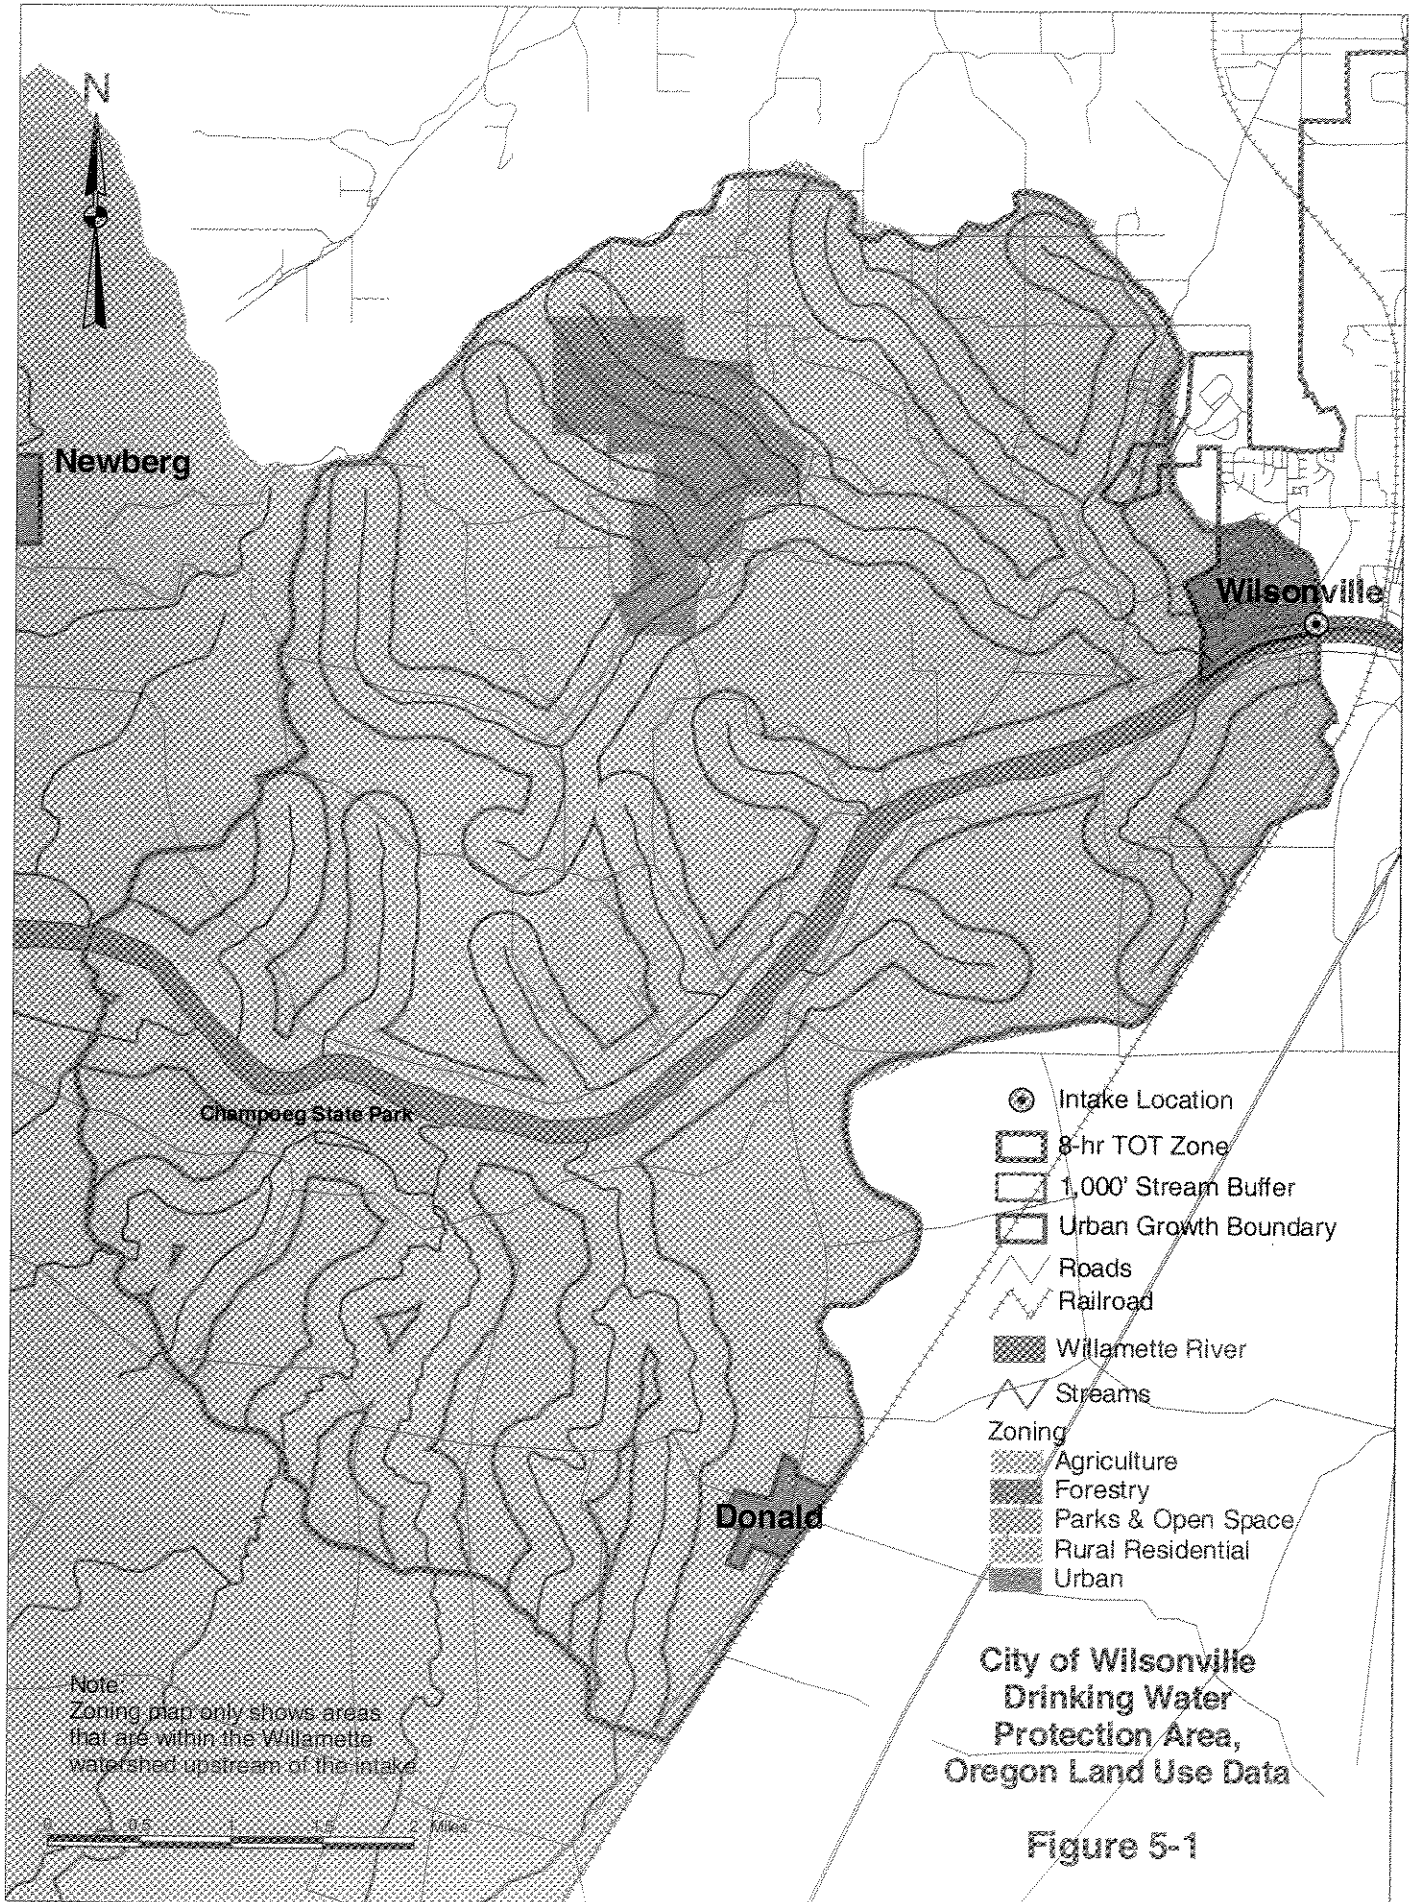 N
Newberg
Wilsonville
Champoeg State Park
Intake Location
8-hr TOT Zone
1,000' Stream Buffer
Urban Growth Boundary
Roads
Railroad
Willamette River
Streams
Zoning
Agriculture
Forestry
Parks & Open Space
Rural Residential
Urban
Donald
Note:
Zoning map only shows areas
that are within the Willamette
watershed upstream of the intake.
0 0.5 1 1.5 2 Miles
City of Wilsonville
Drinking Water
Protection Area,
Oregon Land Use Data
Figure 5-1